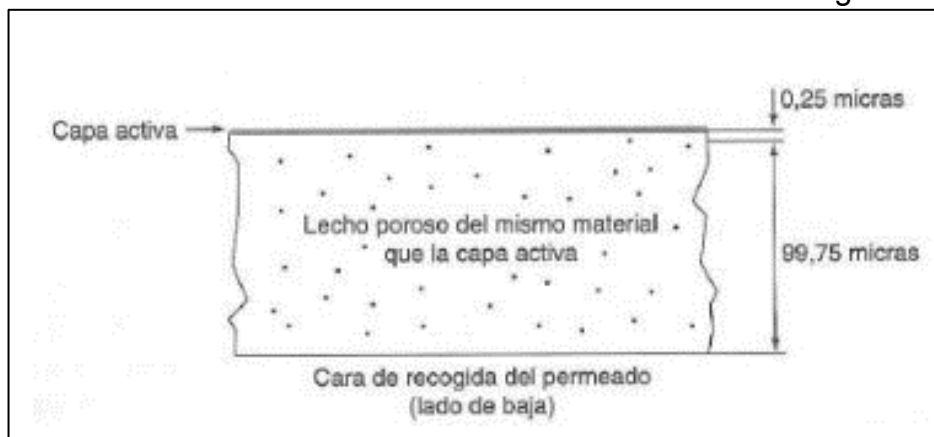 0,25 micras
Capa activa
Lecho poroso del mismo material
que la capa activa
99,75 micras
Cara de recogida del permeado
(lado de baja)